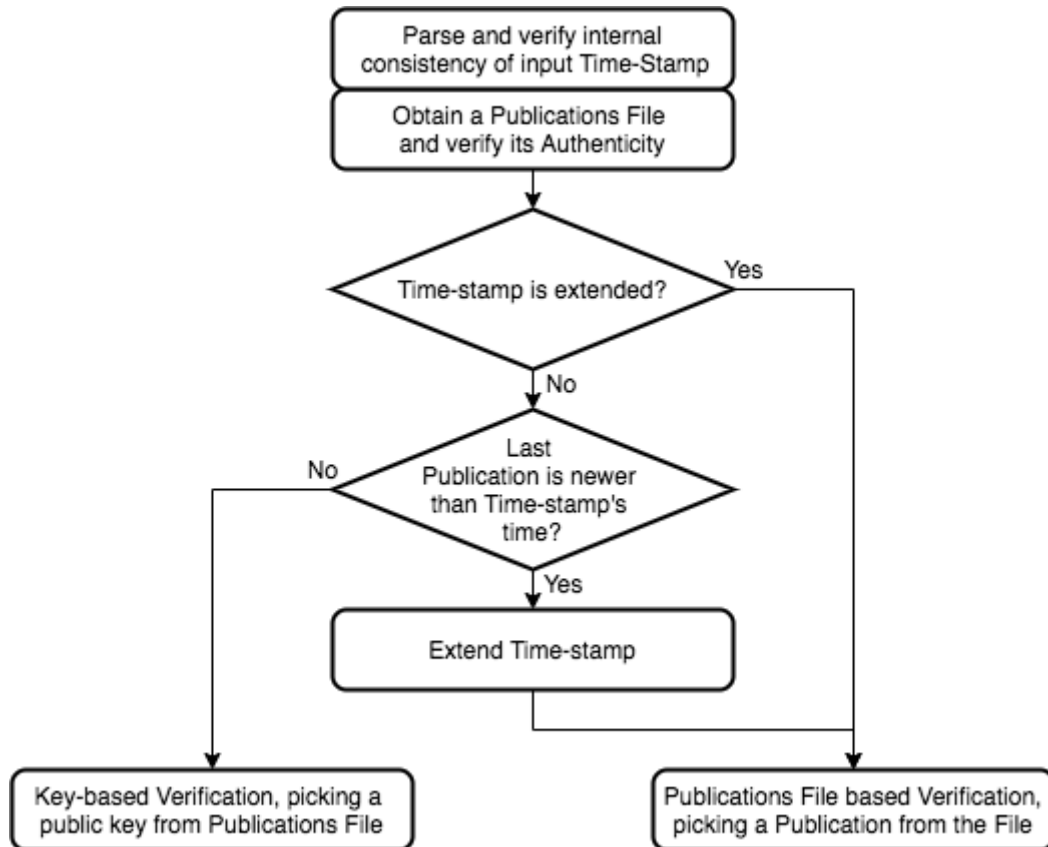 Parse and verify internal
consistency of input Time-Stamp
Obtain a Publications File
and verify its Authenticity
Time-stamp is extended?
Yes
No
Last
Publication is newer
than Time-stamp's
time?
No
Yes
Extend Time-stamp
Key-based Verification, picking a
public key from Publications File
Publications File based Verification,
picking a Publication from the File